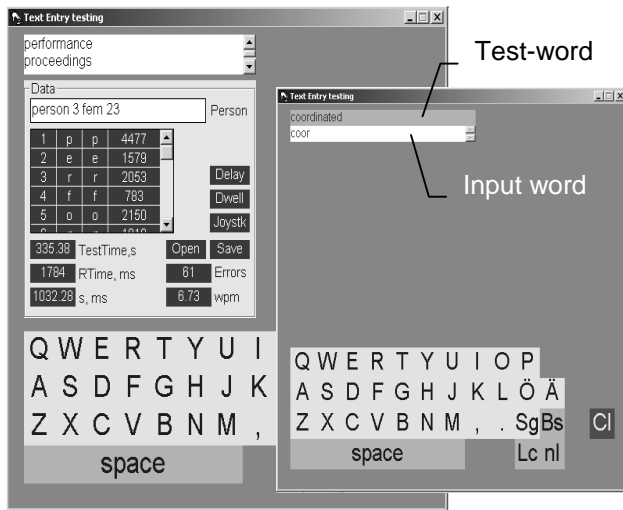 Text Entry testing
performance
proceedings
Data
person 3 fem 23 Person
1 p p 4477
2 e e 1579
3 r r 2053
4 f f 783
5 o o 2150
Delay
Dwell
Joystk
335.38 TestTime,s Open Save
1784 RTime, ms 61 Errors
1032.28 s, ms 6.73 wpm
Q W E R T Y U I
A S D F G H J K
Z X C V B N M ,
space
Test-word
Text Entry testing
coordinated
coor
Input word
Q W E R T Y U I O P
A S D F G H J K L Ö Ä
Z X C V B N M , . Sg Bs Cl
space Lc nl